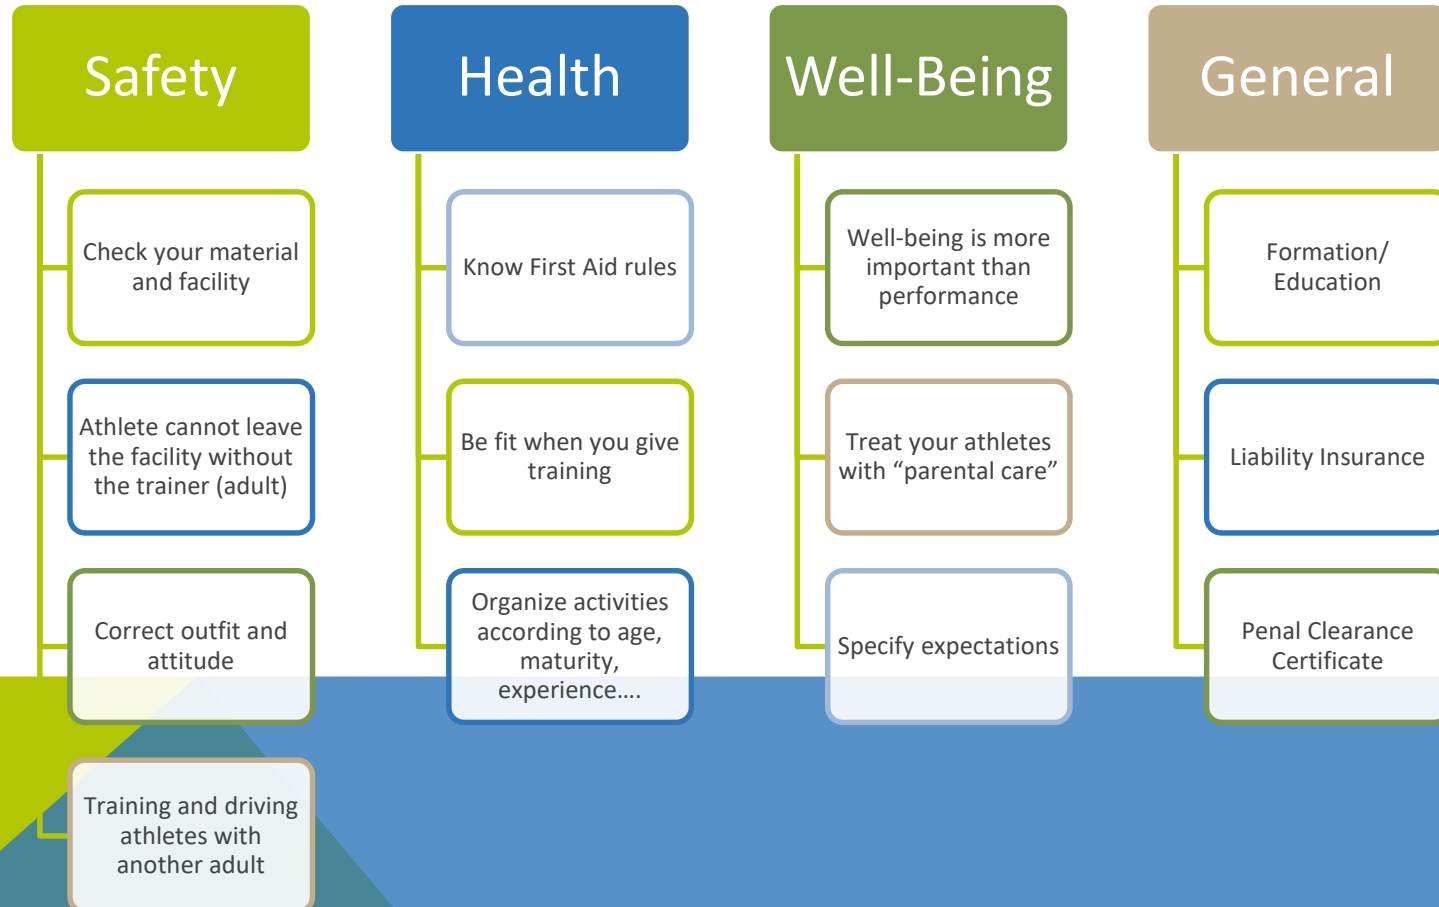 Safety
Check your material
and facility
Athlete cannot leave
the facility without
the trainer (adult)
Correct outfit and
attitude
Training and driving
athletes with
another adult
Health
Know First Aid rules
Be fit when you give
training
Organize activities
according to age,
maturity,
experience....
Well-Being
Well-being is more
important than
performance
Treat your athletes
with “parental care”
Specify expectations
General
Formation/
Education
Liability Insurance
Penal Clearance
Certificate